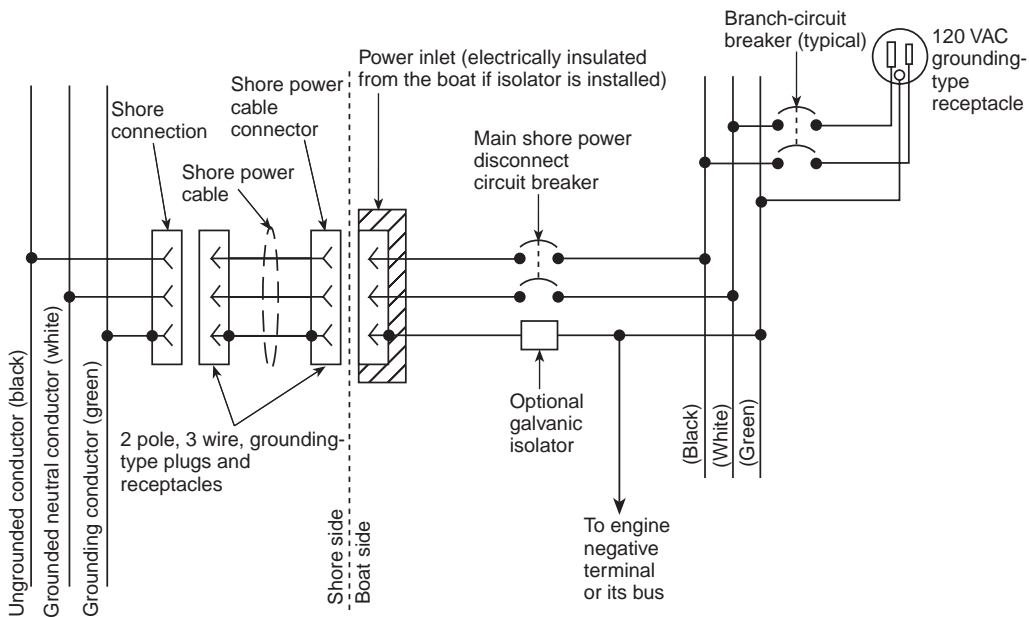 Branch-circuit
breaker (typical)
120 VAC
grounding-
type
receptacle
Power inlet (electrically insulated
from the boat if isolator is installed)
Shore power
cable
connector
Shore
connection
Shore power
cable
Main shore power
disconnect
circuit breaker
Ungrounded conductor (black)
Grounded neutral conductor (white)
Grounding conductor (green)
2 pole, 3 wire, grounding-
type plugs and
receptacles
Shore side
Boat side
Optional
galvanic
isolator
(Black)
(White)
(Green)
To engine
negative
terminal
or its bus